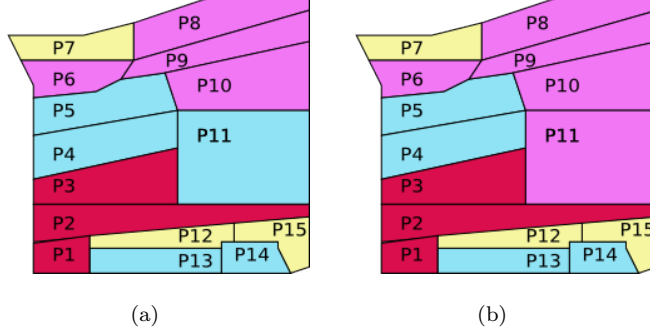 P8 P8
P7 P7
P9 P9
P6 P6
P10 P10
P5 P5
P11 P11
P4 P4
P3 P3
P2 P2
P12 P15 P12 P15
P1 P13 P14 P1 P13 P14
(a) (b)